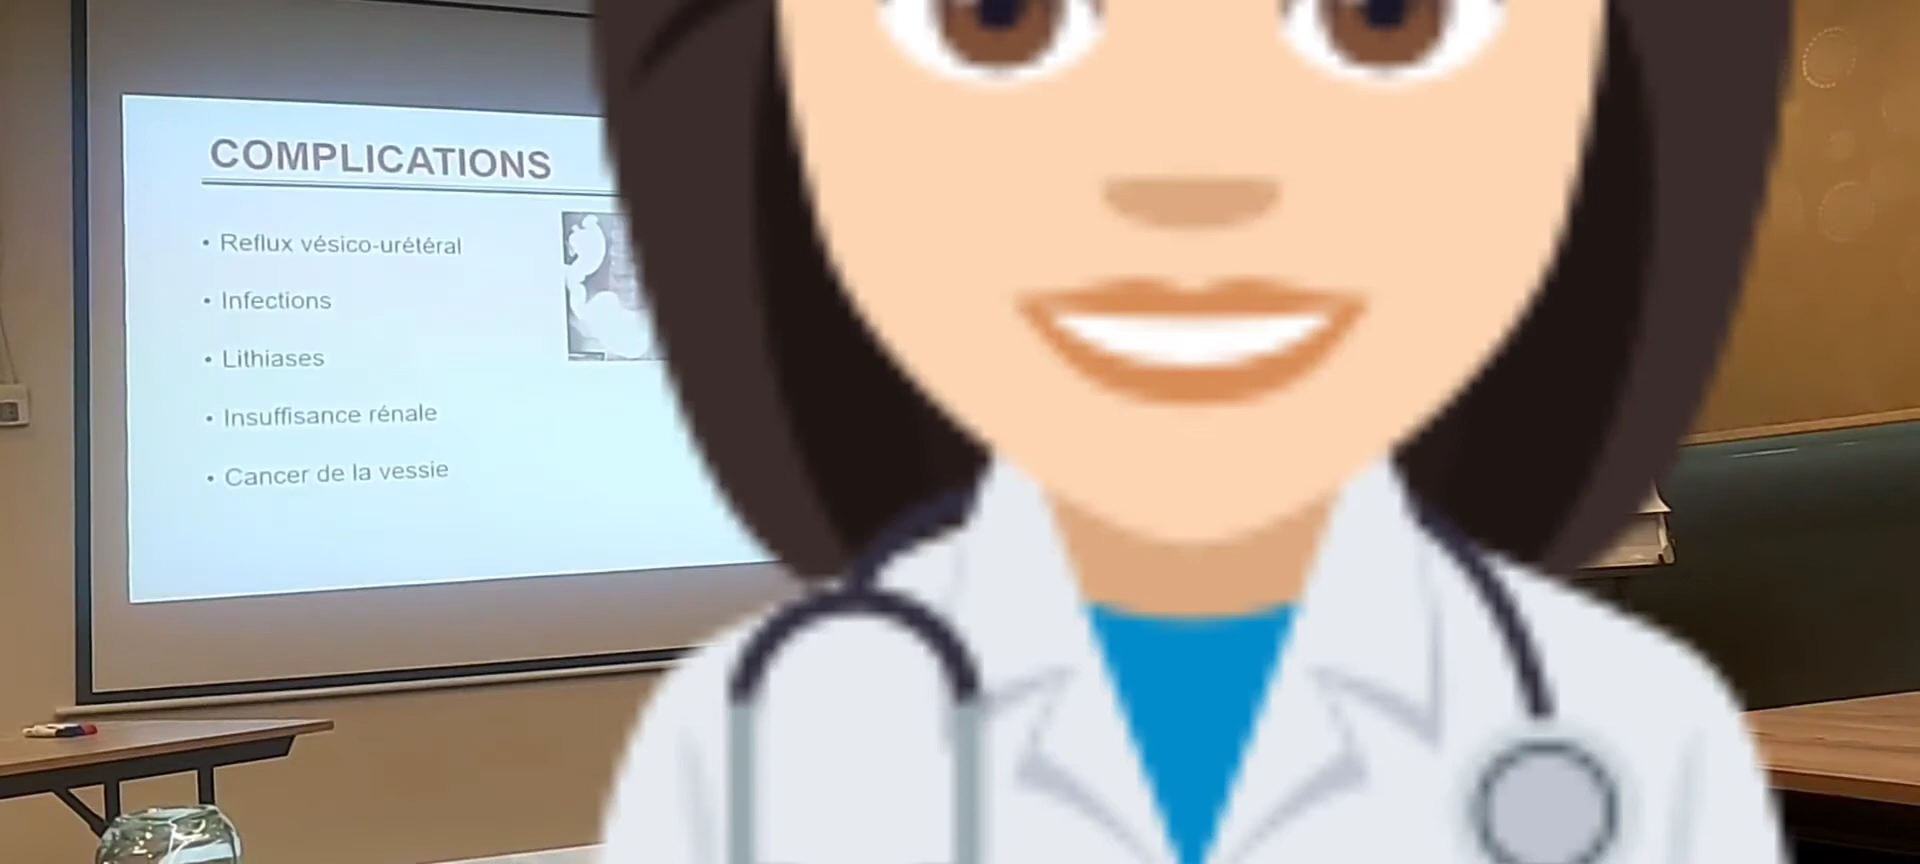 COMPLICATIONS
• Reflux vésico-urétéral
• Infections
• Lithiases
• Insuffisance rénale
• Cancer de la vessie